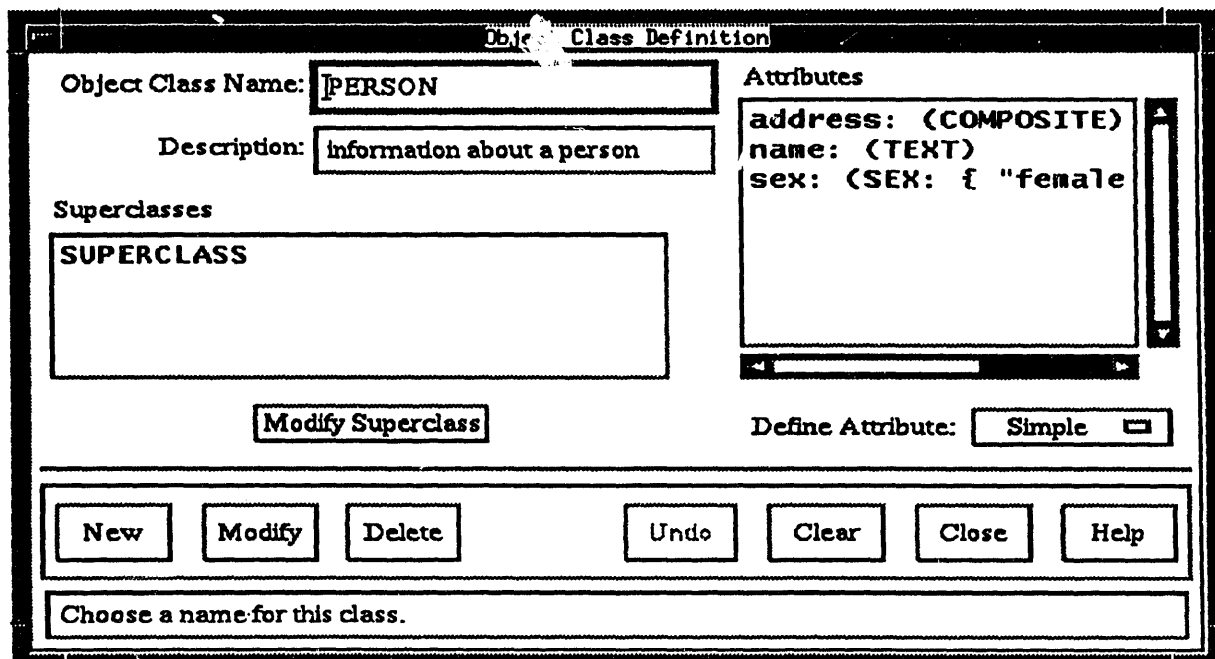 Object Class Definition
Object Class Name: PERSON
Description: information about a person
Superclasses
SUPERCLASS
Modify Superclass
Attributes
address: (COMPOSITE)
name: (TEXT)
sex: (SEX: { "female
Define Attribute: Simple
New Modify Delete Undo Clear Close Help
Choose a name for this class.